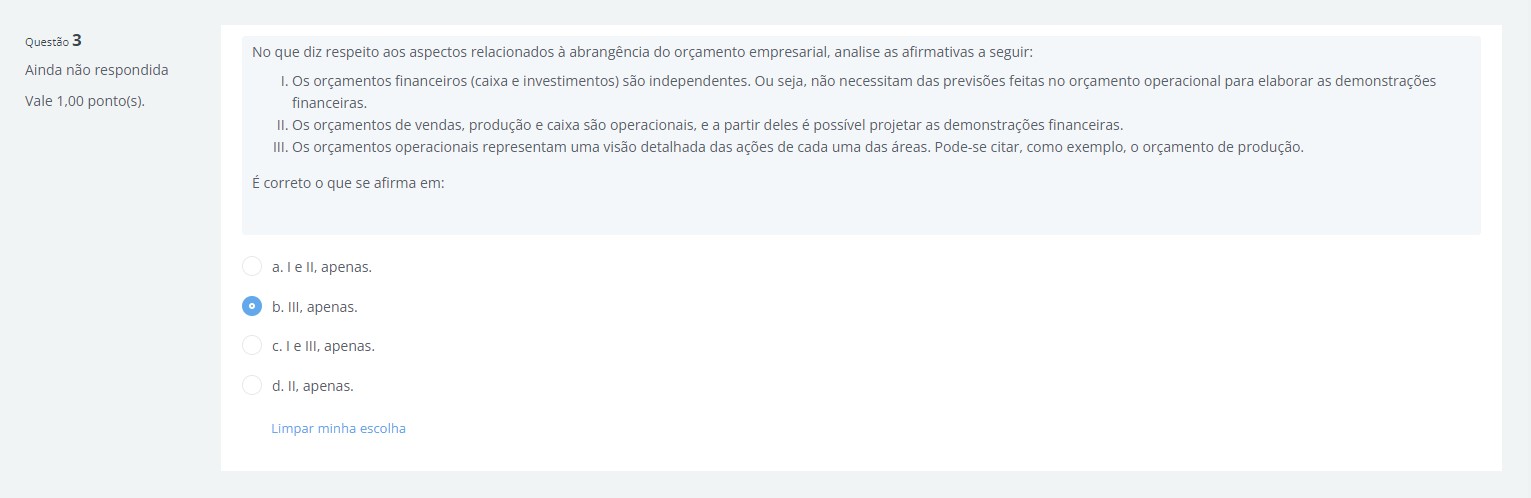 Questão 3
Ainda não respondida
Vale 1,00 ponto(s).
No que diz respeito aos aspectos relacionados à abrangência do orçamento empresarial, analise as afirmativas a seguir:
I. Os orçamentos financeiros (caixa e investimentos) são independentes. Ou seja, não necessitam das previsões feitas no orçamento operacional para elaborar as demonstrações
financeiras.
II. Os orçamentos de vendas, produção e caixa são operacionais, e a partir deles é possível projetar as demonstrações financeiras.
III. Os orçamentos operacionais representam uma visão detalhada das ações de cada uma das áreas. Pode-se citar, como exemplo, o orçamento de produção.
É correto o que se afirma em:
a. I e II, apenas.
b. III, apenas.
c. I e III, apenas.
d. II, apenas.
Limpar minha escolha